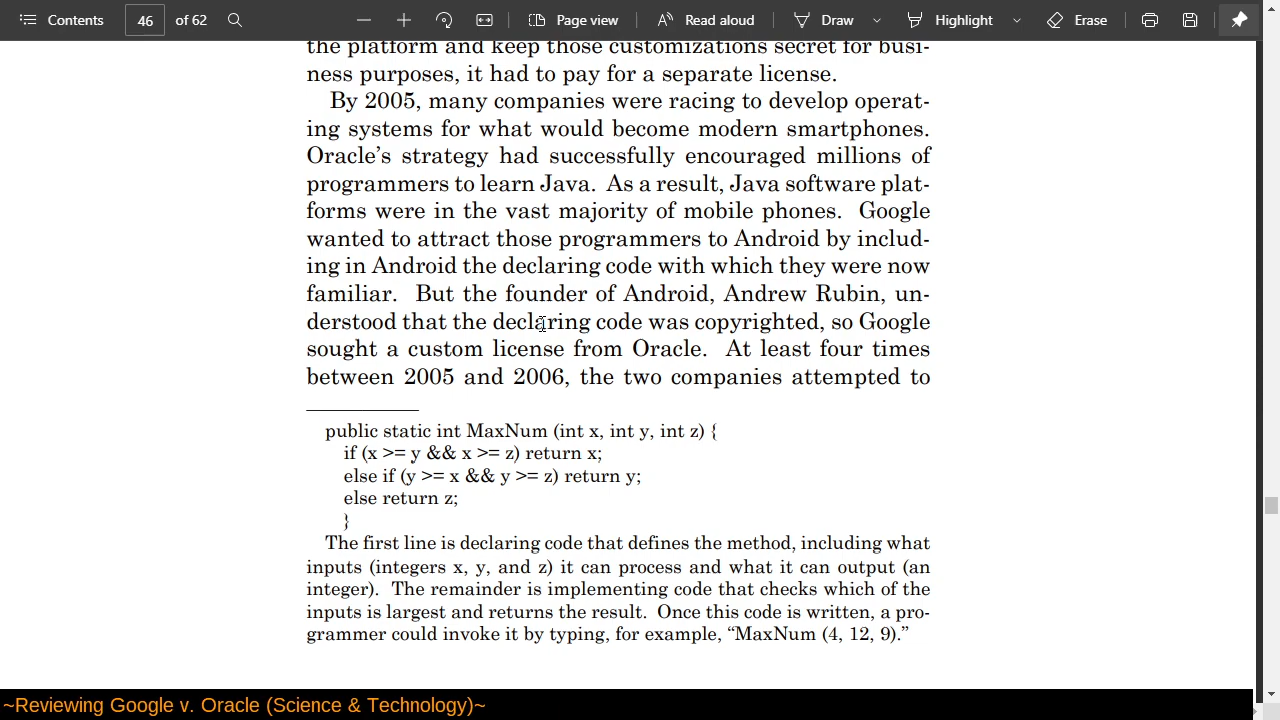 Contents 46 of 62 Page view Read aloud Draw Highlight Erase
the platform and keep those customizations secret for busi-
ness purposes, it had to pay for a separate license.
By 2005, many companies were racing to develop operat-
ing systems for what would become modern smartphones.
Oracle’s strategy had successfully encouraged millions of
programmers to learn Java. As a result, Java software plat-
forms were in the vast majority of mobile phones. Google
wanted to attract those programmers to Android by includ-
ing in Android the declaring code with which they were now
familiar. But the founder of Android, Andrew Rubin, un-
derstood that the declaring code was copyrighted, so Google
sought a custom license from Oracle. At least four times
between 2005 and 2006, the two companies attempted to
public static int MaxNum (int x, int y, int z) {
if (x >= y && x >= z) return x;
else if (y >= x && y >= z) return y;
else return z;
}
The first line is declaring code that defines the method, including what
inputs (integers x, y, and z) it can process and what it can output (an
integer). The remainder is implementing code that checks which of the
inputs is largest and returns the result. Once this code is written, a pro-
grammer could invoke it by typing, for example, “MaxNum (4, 12, 9).”
~Reviewing Google v. Oracle (Science & Technology)~